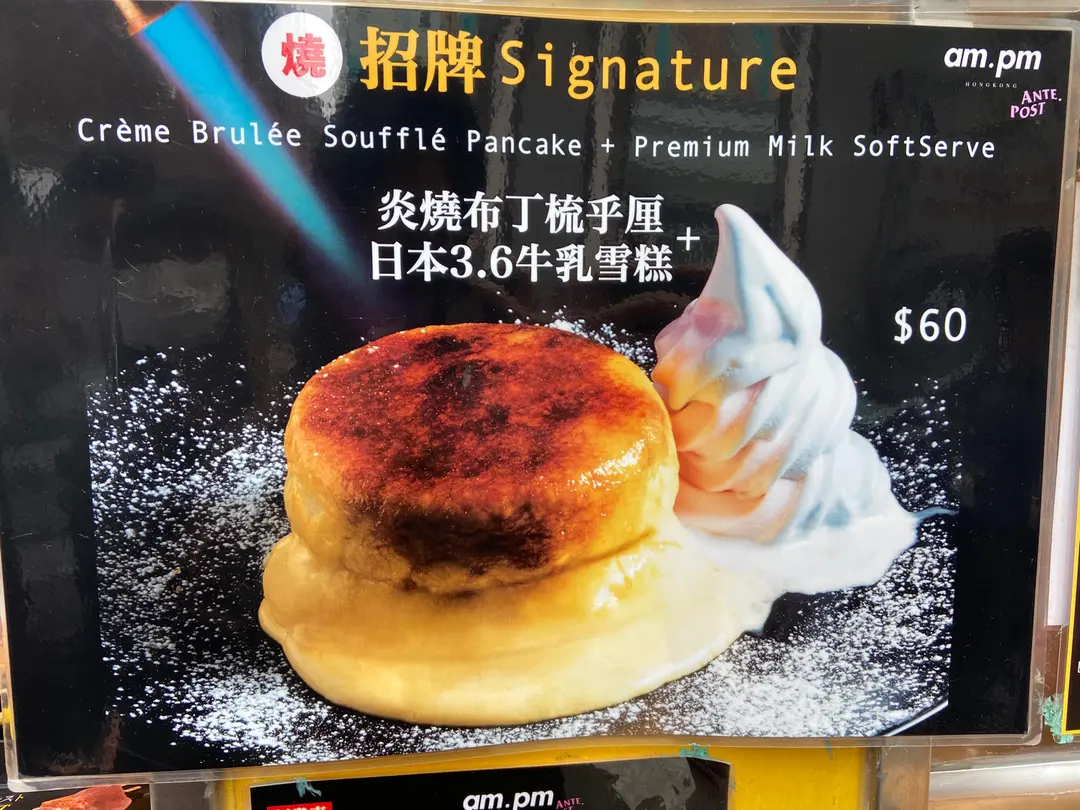 燒 招牌 Signature
am.pm
HONGKONG
ANTE.
POST
Crème Brulée Soufflé Pancake + Premium Milk SoftServe
炎燒布丁梳乎厘
日本3.6牛乳雪糕 +
$60
am.pm ANTE.